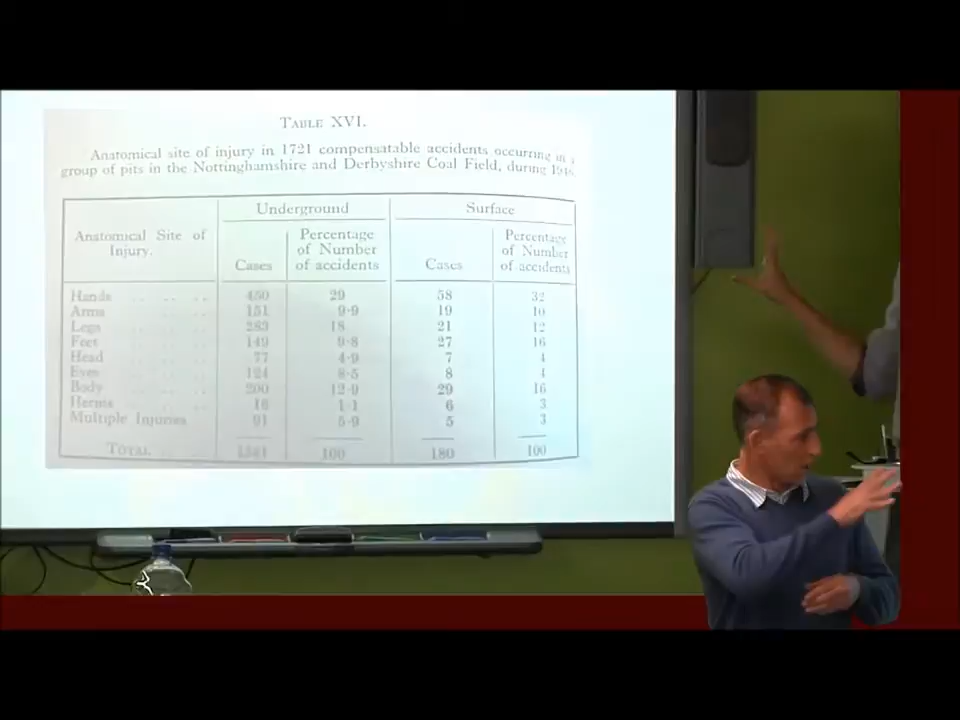 TABLE XVI.
Anatomical site of injury in 1721 compensatable accidents occurring in a
group of pits in the Nottinghamshire and Derbyshire Coal Field, during
Underground Surface
Anatomical Site of Injury. Cases Percentage of Number of accidents Cases Percentage of Number of accidents
Hands 450 29 58 32
Arms 151 9·9 19 10
Legs 283 18 21 12
Feet 149 9·8 27 16
Head 77 4·9 7 4
Eyes 124 8·5 8 4
Body 200 12·9 29 16
Hernia 16 1·1 6 3
Multiple Injuries 91 5·9 5 3
TOTAL 1541 100 180 100